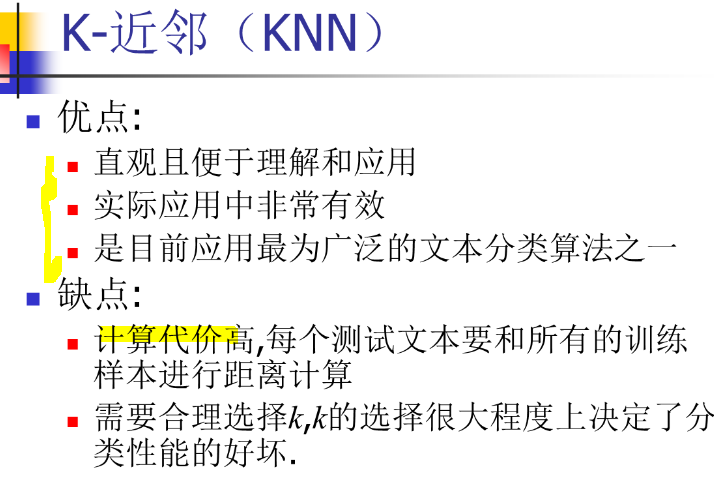 K-近邻（KNN）
优点:
直观且便于理解和应用
实际应用中非常有效
是目前应用最为广泛的文本分类算法之一
缺点:
计算代价高,每个测试文本要和所有的训练
样本进行距离计算
需要合理选择k,k的选择很大程度上决定了分
类性能的好坏.